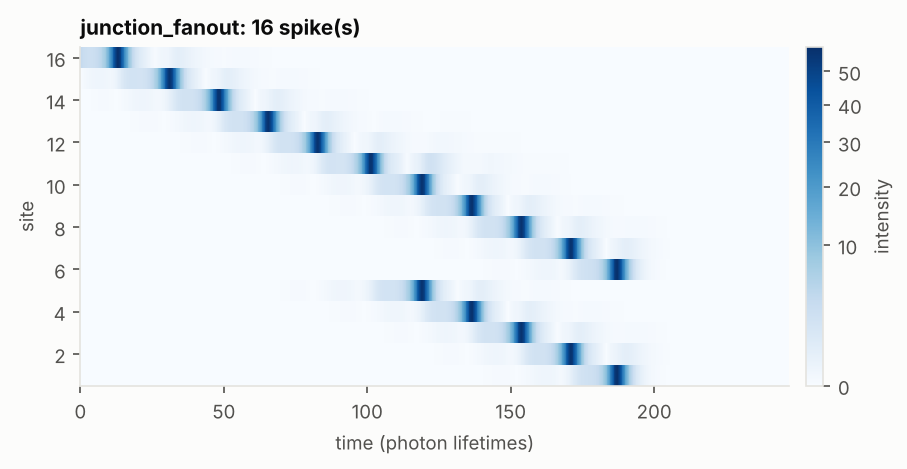 junction_fanout: 16 spike(s)
16
14
12
10
8
6
4
2
site
0 50 100 150 200
time (photon lifetimes)
50
40
30
20
10
0
intensity